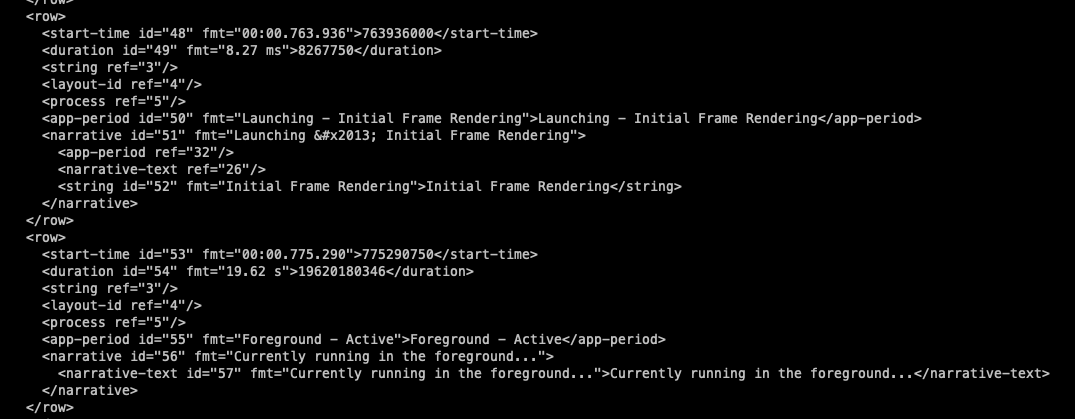 </row>
<row>
<start-time id="48" fmt="00:00.763.936">763936000</start-time>
<duration id="49" fmt="8.27 ms">8267750</duration>
<string ref="3"/>
<layout-id ref="4"/>
<process ref="5"/>
<app-period id="50" fmt="Launching - Initial Frame Rendering">Launching - Initial Frame Rendering</app-period>
<narrative id="51" fmt="Launching &#x2013; Initial Frame Rendering">
<app-period ref="32"/>
<narrative-text ref="26"/>
<string id="52" fmt="Initial Frame Rendering">Initial Frame Rendering</string>
</narrative>
</row>
<row>
<start-time id="53" fmt="00:00.775.290">775290750</start-time>
<duration id="54" fmt="19.62 s">19620180346</duration>
<string ref="3"/>
<layout-id ref="4"/>
<process ref="5"/>
<app-period id="55" fmt="Foreground - Active">Foreground - Active</app-period>
<narrative id="56" fmt="Currently running in the foreground...">
<narrative-text id="57" fmt="Currently running in the foreground...">Currently running in the foreground...</narrative-text>
</narrative>
</row>